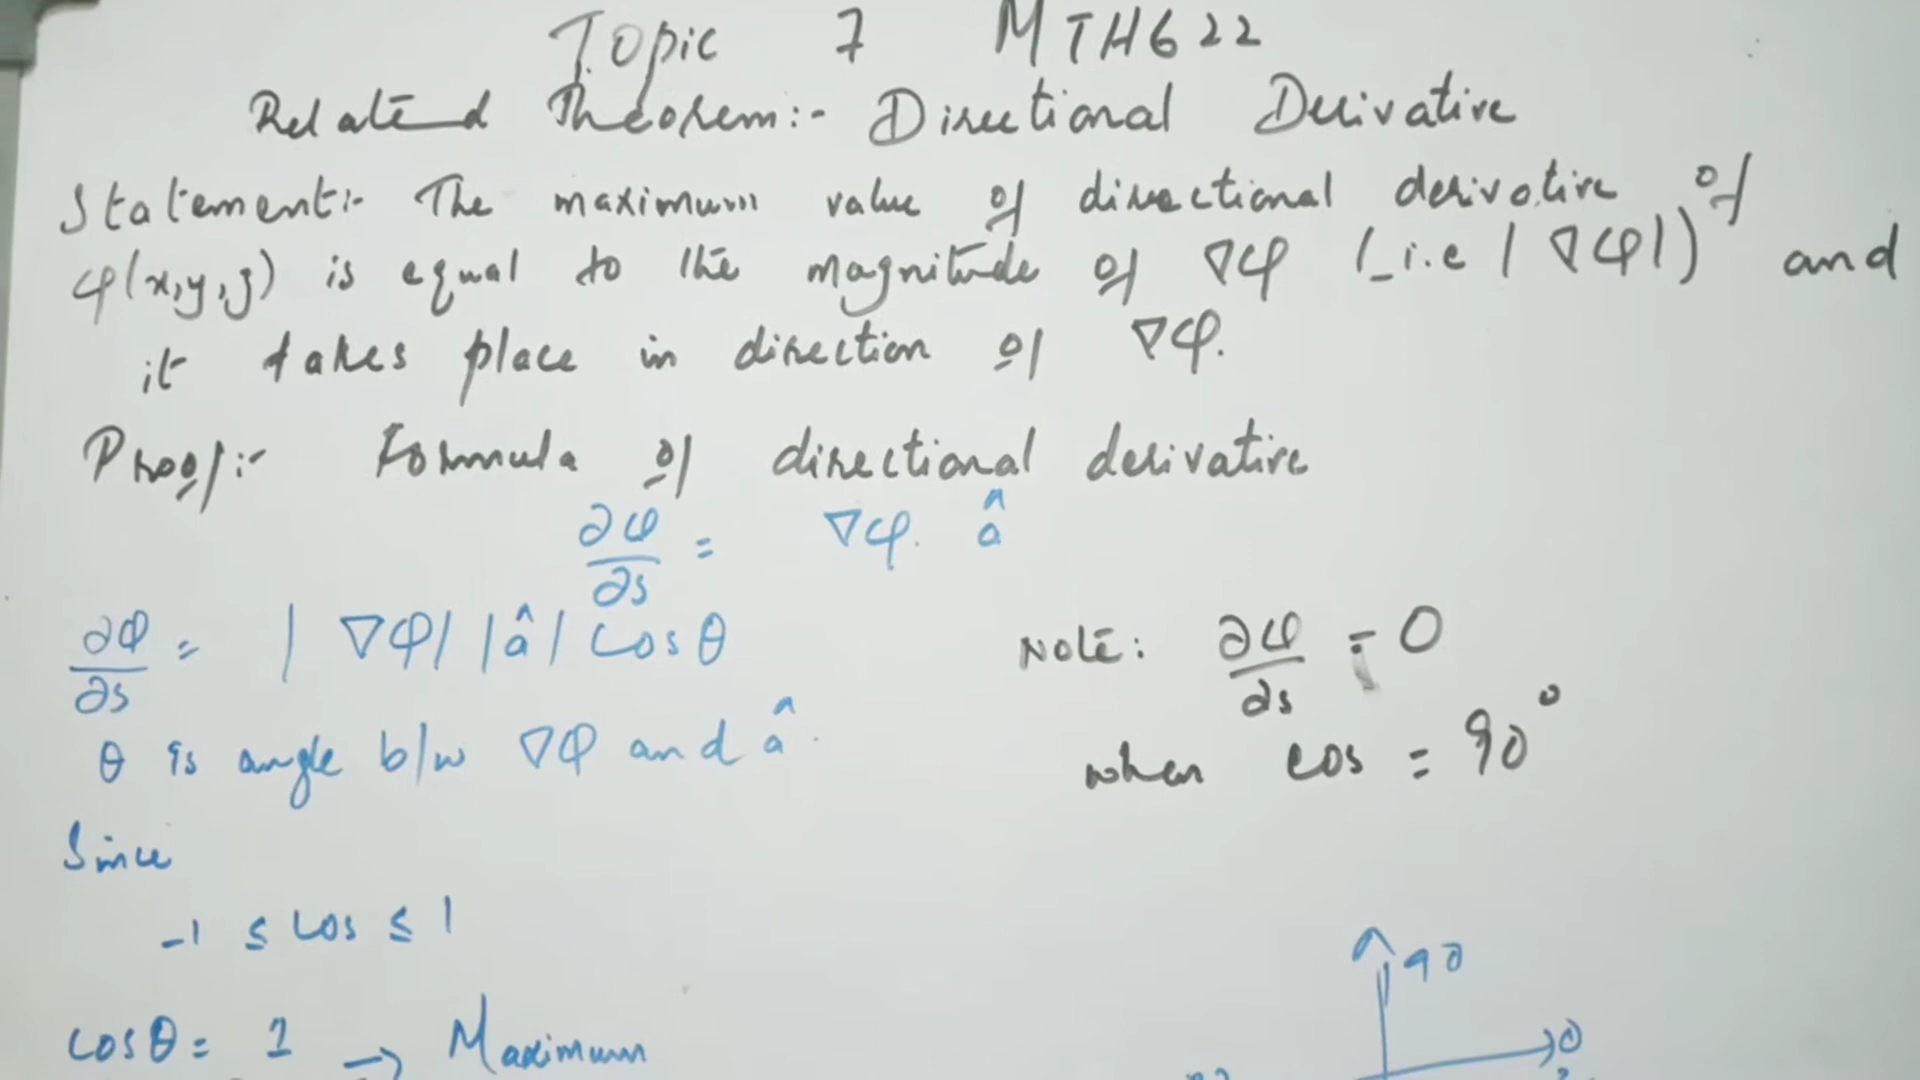 Topic 7 MTH622
Related Theorem:- Directional Derivative
Statement:- The maximum value of directional derivative of
φ(x,y,z) is equal to the magnitude of ∇φ (i.e |∇φ|) and
it takes place in direction of ∇φ.
Proof:- Formula of directional derivative
∂φ/∂s = ∇φ. â
∂φ/∂s = |∇φ| |â| Cos θ
θ is angle b/w ∇φ and â.
Note: ∂φ/∂s = 0
when cos = 90°
Since
-1 ≤ Cos ≤ 1
90
cosθ = 1 → Maximum
0